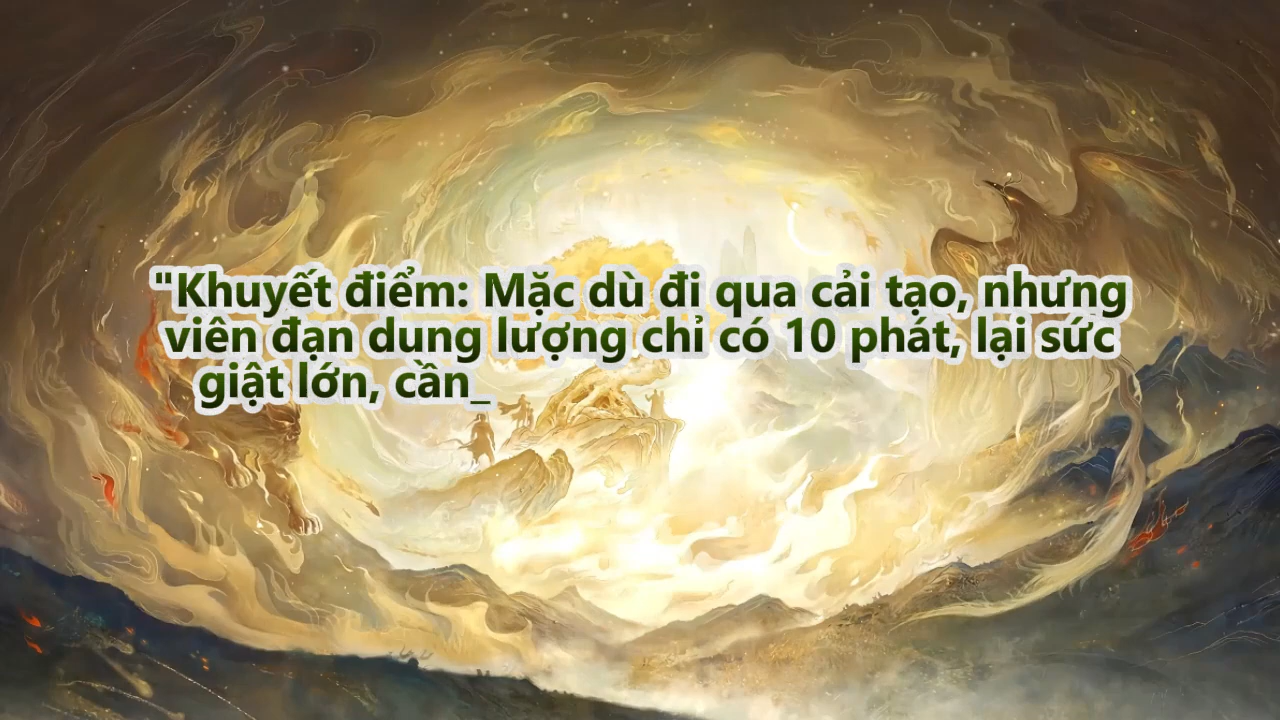 "Khuyết điểm: Mặc dù đi qua cải tạo, nhưng
viên đạn dung lượng chỉ có 10 phát, lại sức
giật lớn, cần_